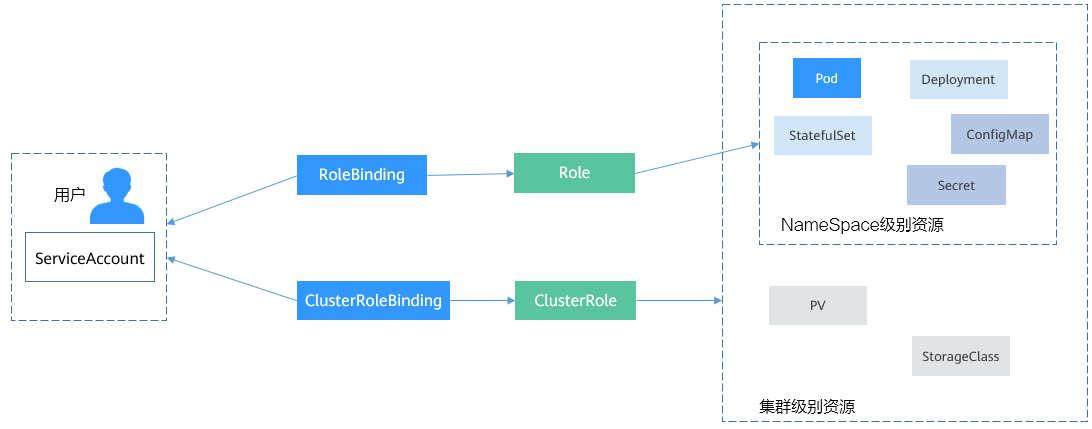 用户
ServiceAccount
RoleBinding
ClusterRoleBinding
Role
ClusterRole
Pod
Deployment
StatefulSet
ConfigMap
Secret
NameSpace级别资源
PV
StorageClass
集群级别资源